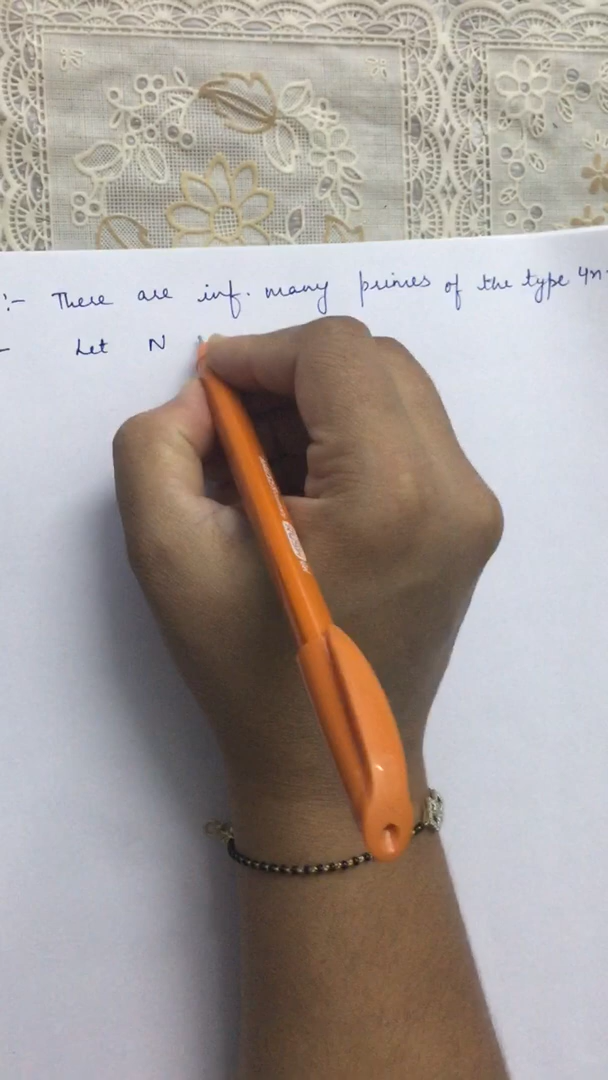 :- There are inf. many primes of the type 4n
- Let N